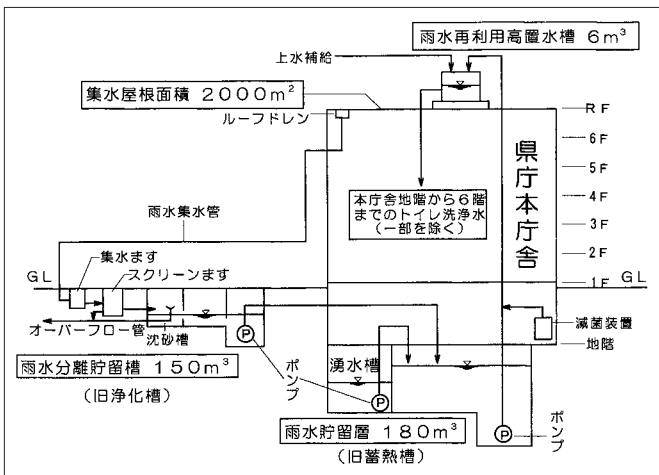 雨水再利用高置水槽 6m³
上水補給
集水屋根面積 2000m²
ルーフドレン
RF
6F
5F
4F
3F
2F
1F
県庁本庁舎
本庁舎地階から6階
までのトイレ洗浄水
(一部を除く)
雨水集水管
集水ます
スクリーンます
GL
GL
オーバーフロー管
沈砂槽
P
減菌装置
地階
雨水分離貯留槽 150m³
(旧浄化槽)
ポンプ
湧水槽
P
P
ポンプ
雨水貯留層 180m³
(旧蓄熱槽)